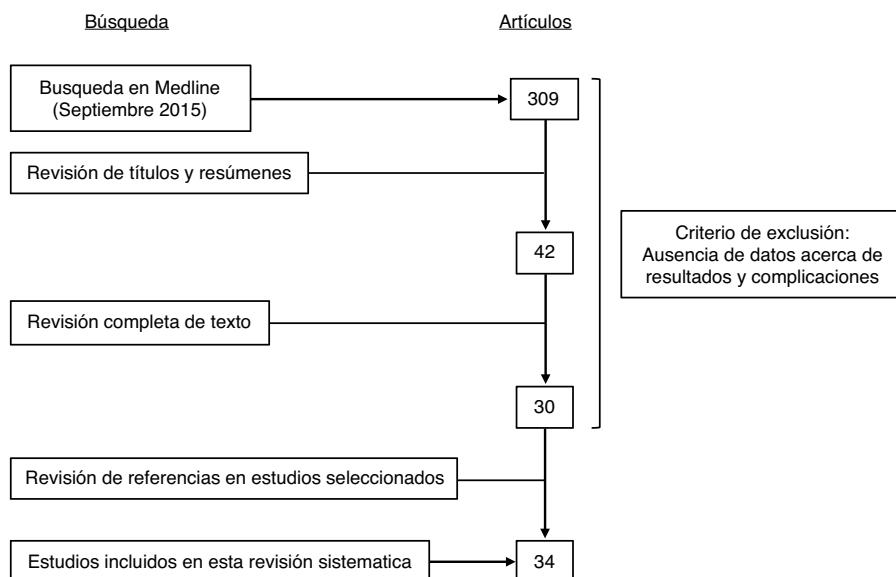 Búsqueda
Artículos
Busqueda en Medline
(Septiembre 2015)
309
Revisión de títulos y resúmenes
42
Criterio de exclusión:
Ausencia de datos acerca de
resultados y complicaciones
Revisión completa de texto
30
Revisión de referencias en estudios seleccionados
Estudios incluidos en esta revisión sistematica
34